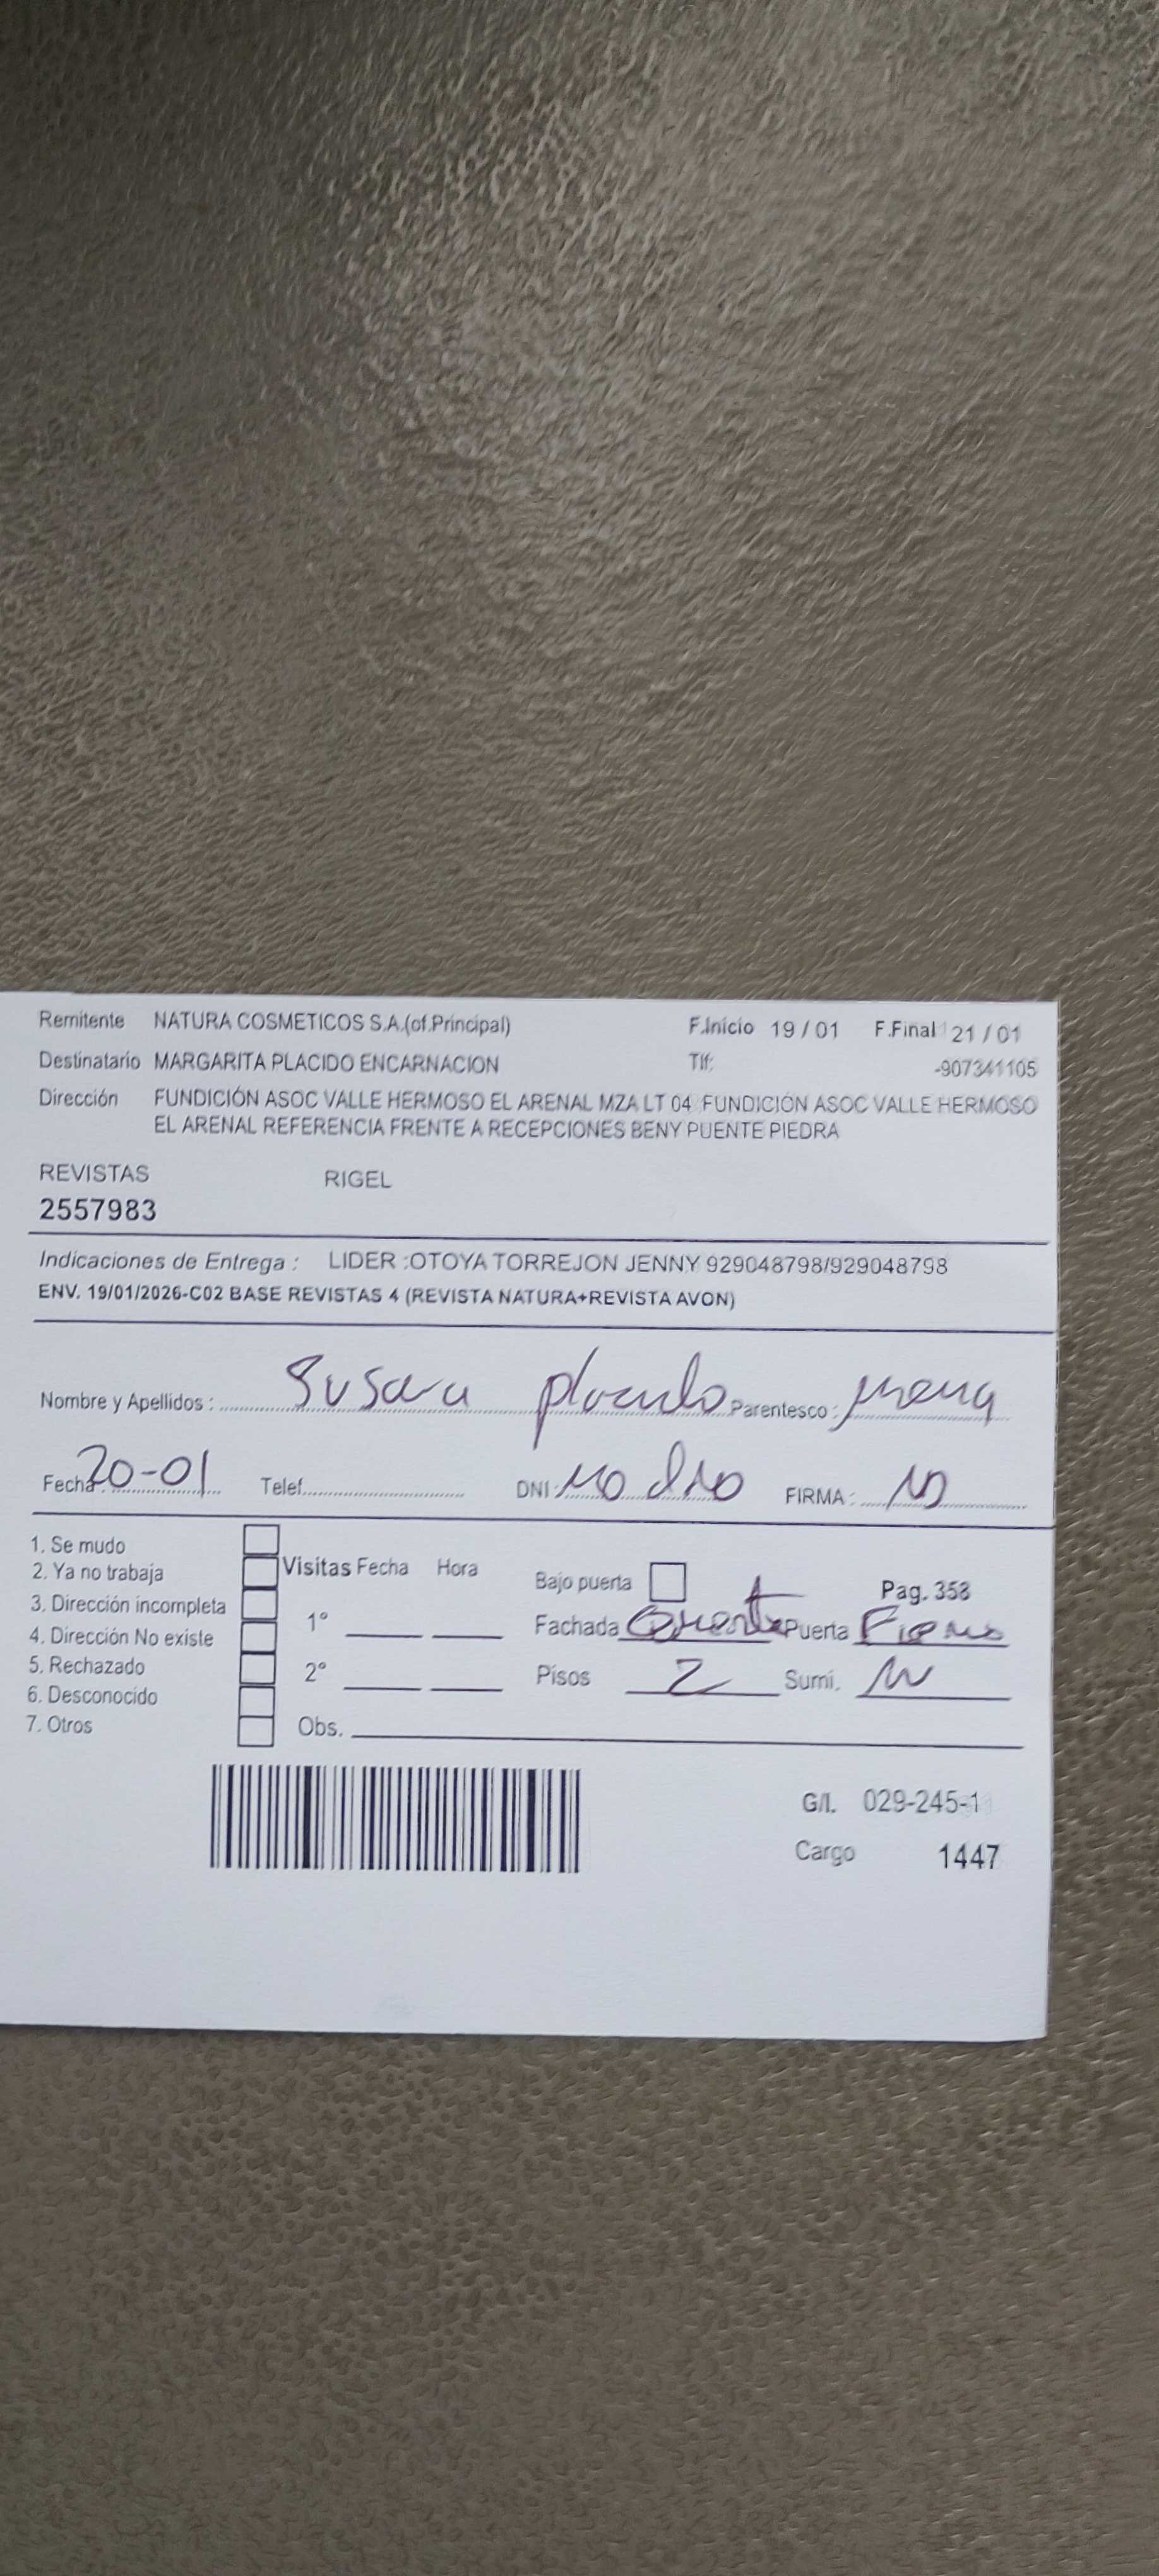 Remitente NATURA COSMETICOS S.A.(of.Principal) F.Inicio 19 / 01 F.Final 21 / 01
Destinatario MARGARITA PLACIDO ENCARNACION Tlf: -907341105
Dirección FUNDICIÓN ASOC VALLE HERMOSO EL ARENAL MZA LT 04 FUNDICIÓN ASOC VALLE HERMOSO
EL ARENAL REFERENCIA FRENTE A RECEPCIONES BENY PUENTE PIEDRA
REVISTAS RIGEL
2557983
Indicaciones de Entrega : LIDER :OTOYA TORREJON JENNY 929048798/929048798
ENV. 19/01/2026-C02 BASE REVISTAS 4 (REVISTA NATURA+REVISTA AVON)
Nombre y Apellidos : Susana placido Parentesco :
Fecha: 20-01 Telef. DNI: No dio FIRMA :
1. Se mudo
2. Ya no trabaja Visitas Fecha Hora Bajo puerta Pag. 358
3. Dirección incompleta 1° Fachada Puerta Fierro
4. Dirección No existe
5. Rechazado 2° Pisos 2 Sumi.
6. Desconocido
7. Otros Obs.
G/I. 029-245-1
Cargo 1447